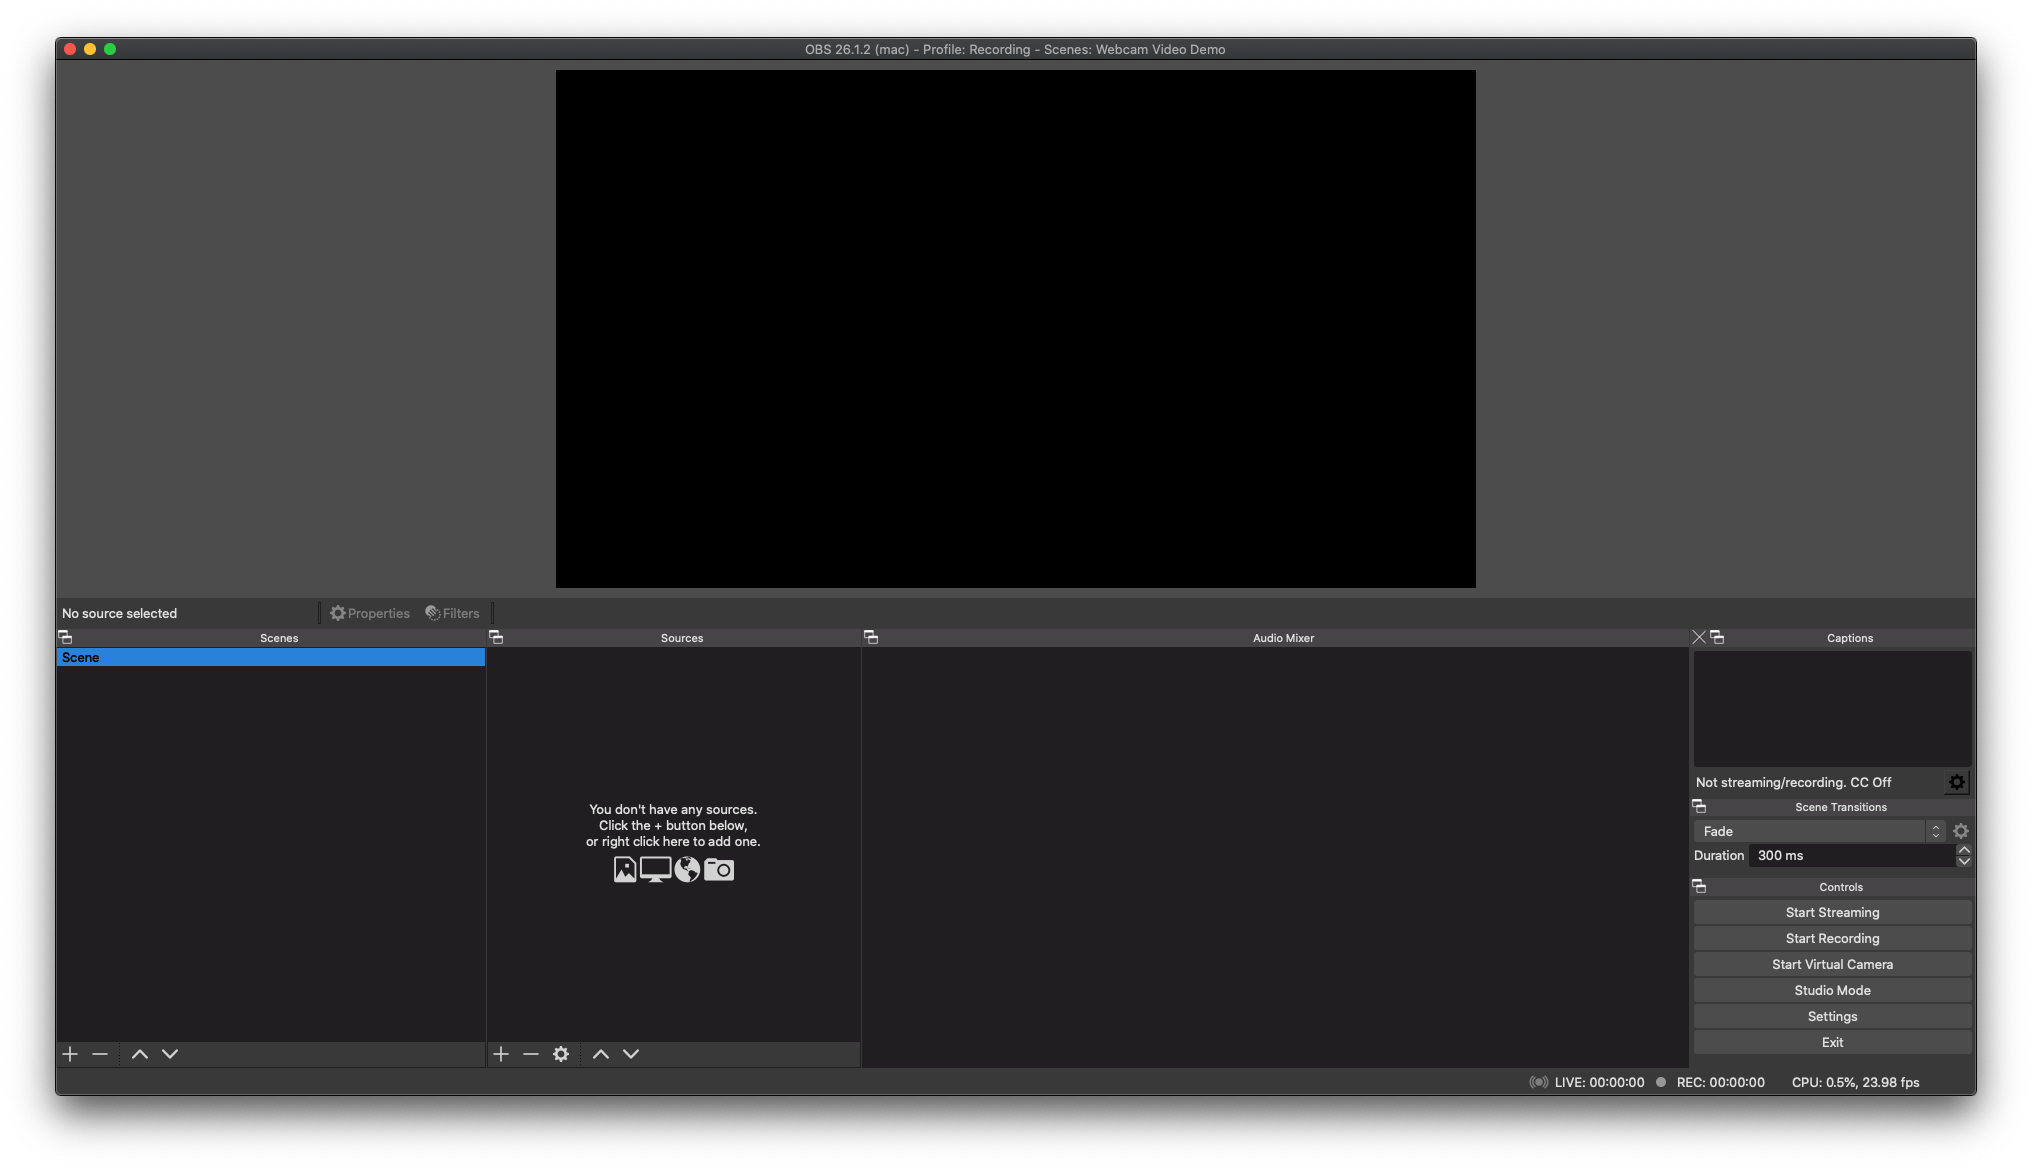 OBS 26.1.2 (mac) - Profile: Recording - Scenes: Webcam Video Demo
No source selected
Properties
Filters
Scenes
Scene
Sources
You don't have any sources.
Click the + button below,
or right click here to add one.
Audio Mixer
Captions
Not streaming/recording. CC Off
Scene Transitions
Fade
Duration 300 ms
Controls
Start Streaming
Start Recording
Start Virtual Camera
Studio Mode
Settings
Exit
LIVE: 00:00:00 REC: 00:00:00 CPU: 0.5%, 23.98 fps